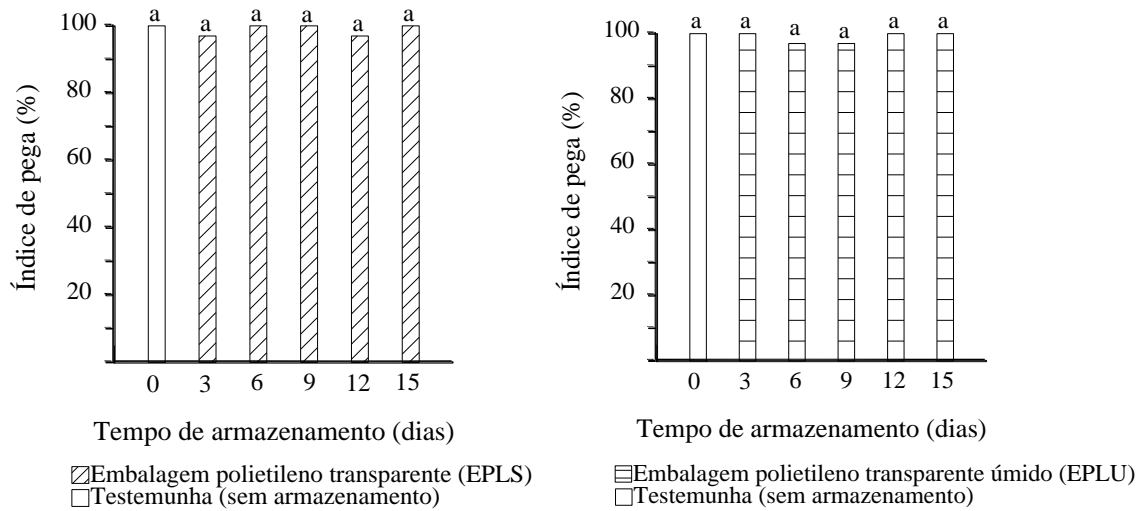 a a a a a a
100
80
60
40
20
Índice de pega (%)
0 3 6 9 12 15
Tempo de armazenamento (dias)
Embalagem polietileno transparente (EPLS)
Testemunha (sem armazenamento)
a a a a a a
100
80
60
40
20
Índice de pega (%)
0 3 6 9 12 15
Tempo de armazenamento (dias)
Embalagem polietileno transparente úmido (EPLU)
Testemunha (sem armazenamento)